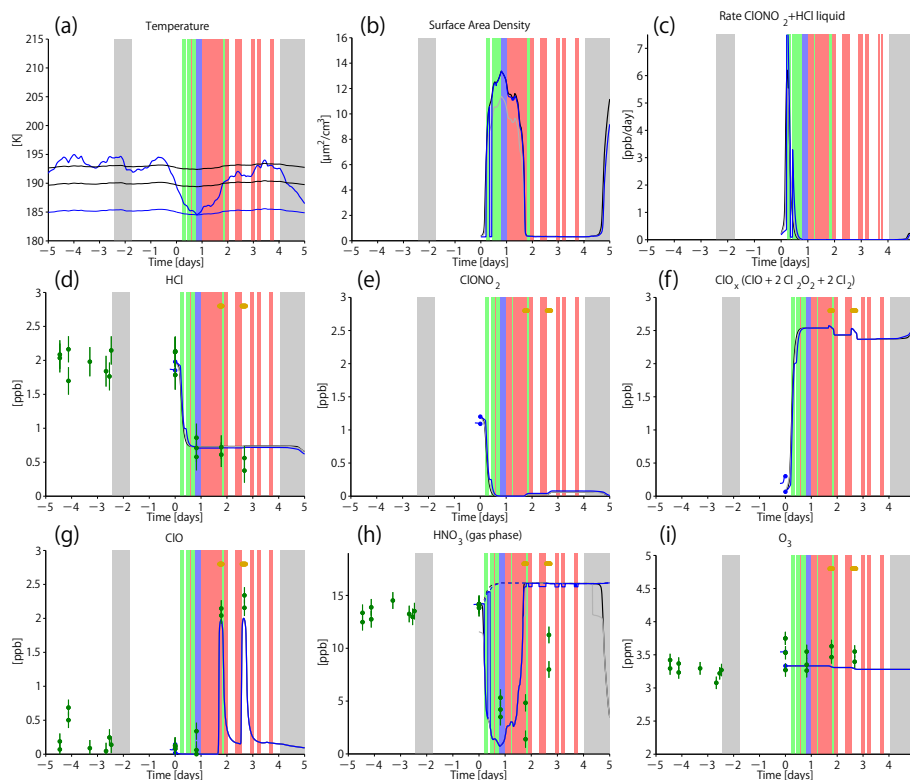 (a) Temperature
[K]
215
210
205
200
195
190
185
180
−5 −4 −3 −2 −1 0 1 2 3 4 5
Time [days]
(b) Surface Area Density
[μm²/cm³]
16
14
12
10
8
6
4
2
0
−5 −4 −3 −2 −1 0 1 2 3 4 5
Time [days]
(c) Rate ClONO 2+HCl liquid
[ppb/day]
7
6
5
4
3
2
1
0
−5 −4 −3 −2 −1 0 1 2 3 4 5
Time [days]
(d) HCl
[ppb]
3
2.5
2
1.5
1
0.5
0
−5 −4 −3 −2 −1 0 1 2 3 4 5
Time [days]
(e) ClONO2
[ppb]
3
2.5
2
1.5
1
0.5
0
−5 −4 −3 −2 −1 0 1 2 3 4 5
Time [days]
(f) ClOx (ClO + 2 Cl 2O2 + 2 Cl2)
[ppb]
3
2.5
2
1.5
1
0.5
0
−5 −4 −3 −2 −1 0 1 2 3 4 5
Time [days]
(g) ClO
[ppb]
3
2.5
2
1.5
1
0.5
0
−5 −4 −3 −2 −1 0 1 2 3 4 5
Time [days]
(h) HNO3 (gas phase)
[ppb]
20
15
10
5
0
−5 −4 −3 −2 −1 0 1 2 3 4 5
Time [days]
(i) O3
[ppm]
5
4.5
4
3.5
3
2.5
2
−5 −4 −3 −2 −1 0 1 2 3 4 5
Time [days]